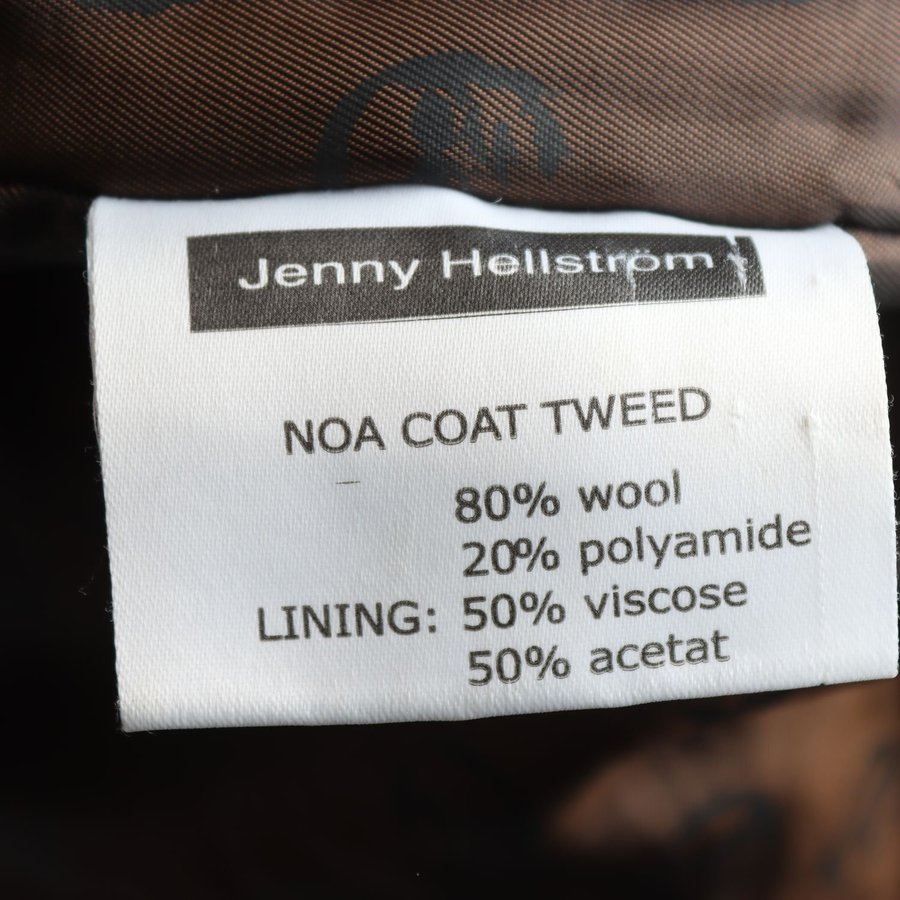 Jenny Hellström
NOA COAT TWEED
80% wool
20% polyamide
LINING: 50% viscose
50% acetat